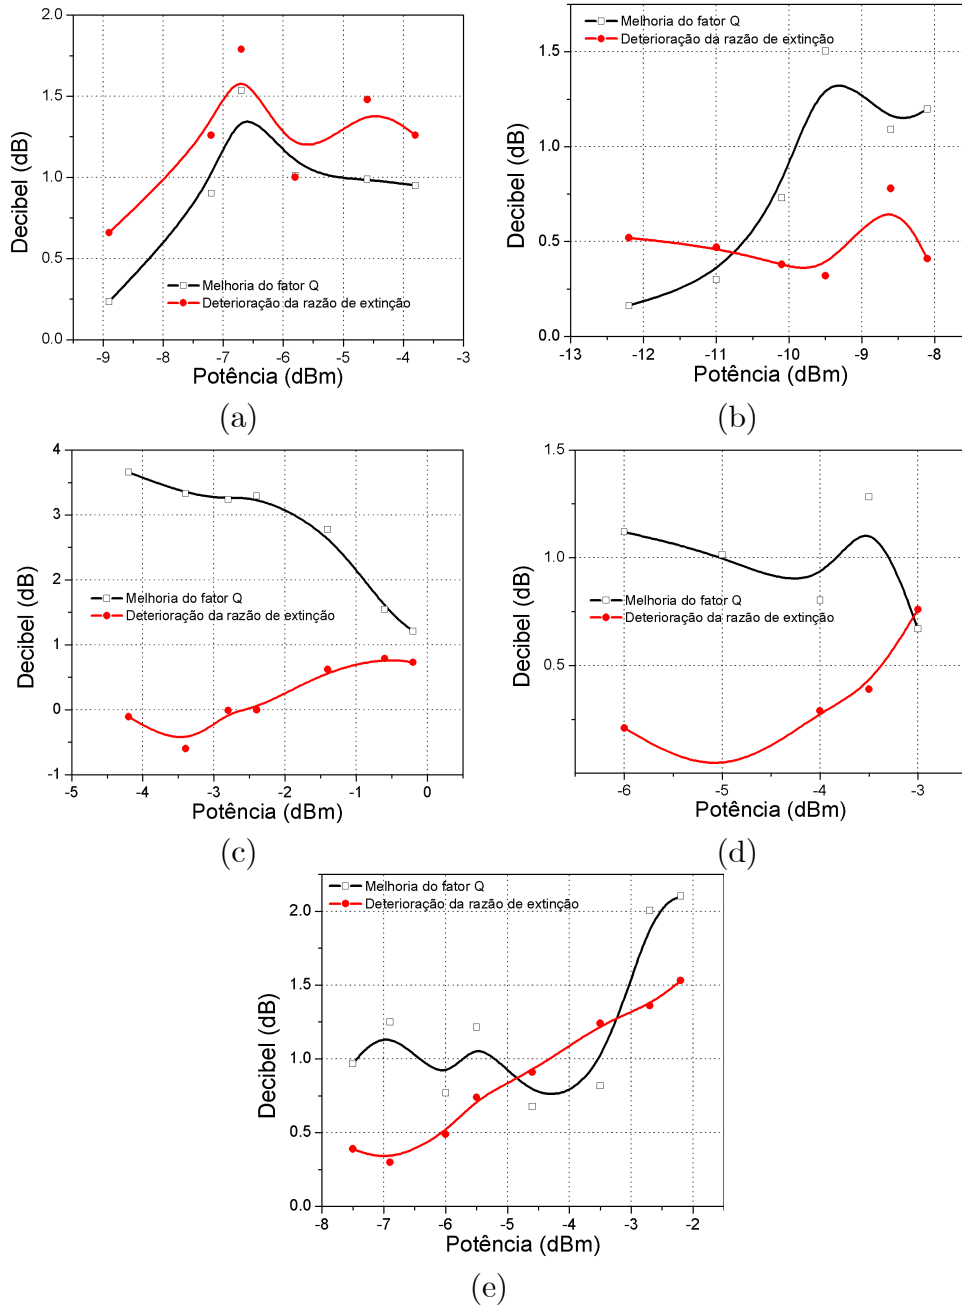 2.0
1.5
1.0
0.5
0.0
Decibel (dB)
Melhoria do fator Q
Deterioração da razão de extinção
-9 -8 -7 -6 -5 -4 -3
Potência (dBm)
(a)
Melhoria do fator Q
Deterioração da razão de extinção
1.5
1.0
0.5
0.0
Decibel (dB)
-13 -12 -11 -10 -9 -8
Potência (dBm)
(b)
4
3
2
1
0
-1
Decibel (dB)
Melhoria do fator Q
Deterioração da razão de extinção
-5 -4 -3 -2 -1 0
Potência (dBm)
(c)
1.5
1.0
0.5
Decibel (dB)
Melhoria do fator Q
Deterioração da razão de extinção
-6 -5 -4 -3
Potência (dBm)
(d)
Melhoria do fator Q
Deterioração da razão de extinção
2.0
1.5
1.0
0.5
0.0
Decibel (dB)
-8 -7 -6 -5 -4 -3 -2
Potência (dBm)
(e)